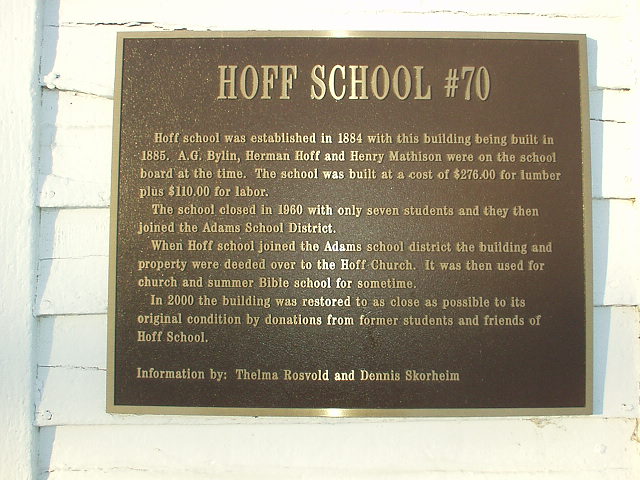 HOFF SCHOOL #70
Hoff school was established in 1884 with this building being built in
1885. A.G. Bylin, Herman Hoff and Henry Mathison were on the school
board at the time. The school was built at a cost of $276.00 for lumber
plus $110.00 for labor.
The school closed in 1960 with only seven students and they then
joined the Adams School District.
When Hoff school joined the Adams school district the building and
property were deeded over to the Hoff Church. It was then used for
church and summer Bible school for sometime.
In 2000 the building was restored to as close as possible to its
original condition by donations from former students and friends of
Hoff School.
Information by: Thelma Rosvold and Dennis Skorheim